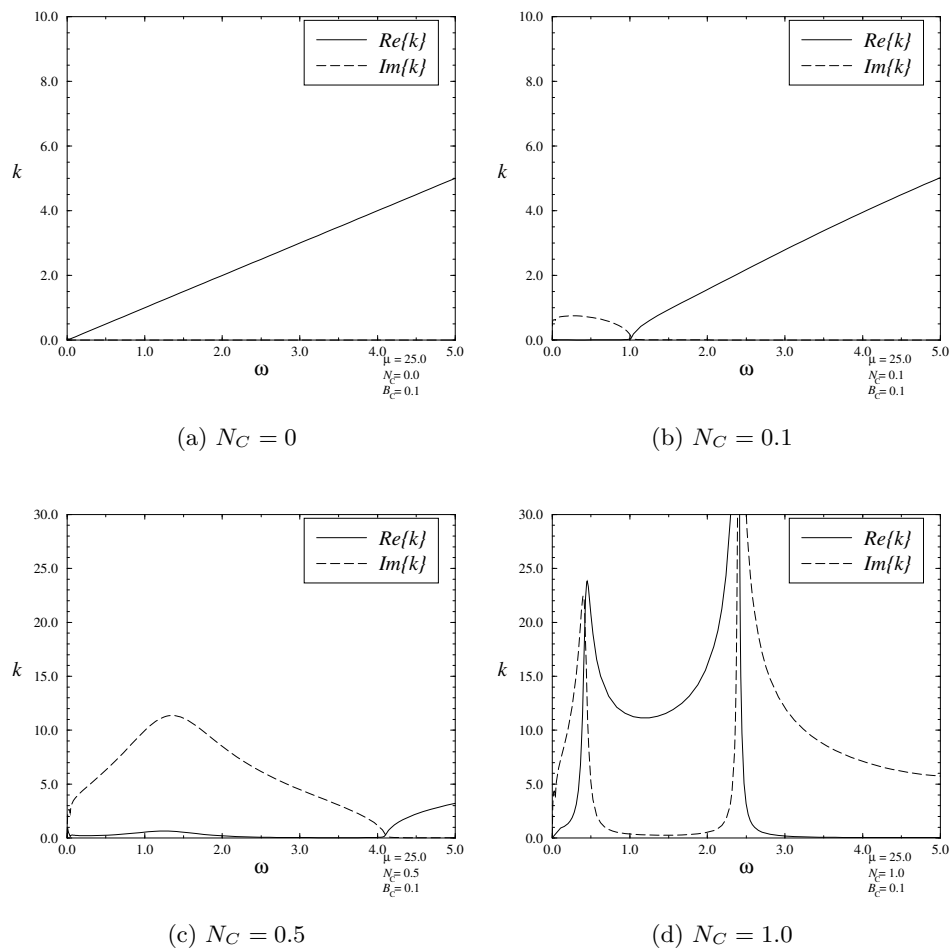 10.0
8.0
6.0
4.0
2.0
0.0
k
Re{k}
Im{k}
0.0 1.0 2.0 3.0 4.0 5.0
ω
μ = 25.0
N_C = 0.0
B_C = 0.1
(a) N_C = 0
10.0
8.0
6.0
4.0
2.0
0.0
k
Re{k}
Im{k}
0.0 1.0 2.0 3.0 4.0 5.0
ω
μ = 25.0
N_C = 0.1
B_C = 0.1
(b) N_C = 0.1
30.0
25.0
20.0
15.0
10.0
5.0
0.0
k
Re{k}
Im{k}
0.0 1.0 2.0 3.0 4.0 5.0
ω
μ = 25.0
N_C = 0.5
B_C = 0.1
(c) N_C = 0.5
30.0
25.0
20.0
15.0
10.0
5.0
0.0
k
Re{k}
Im{k}
0.0 1.0 2.0 3.0 4.0 5.0
ω
μ = 25.0
N_C = 1.0
B_C = 0.1
(d) N_C = 1.0